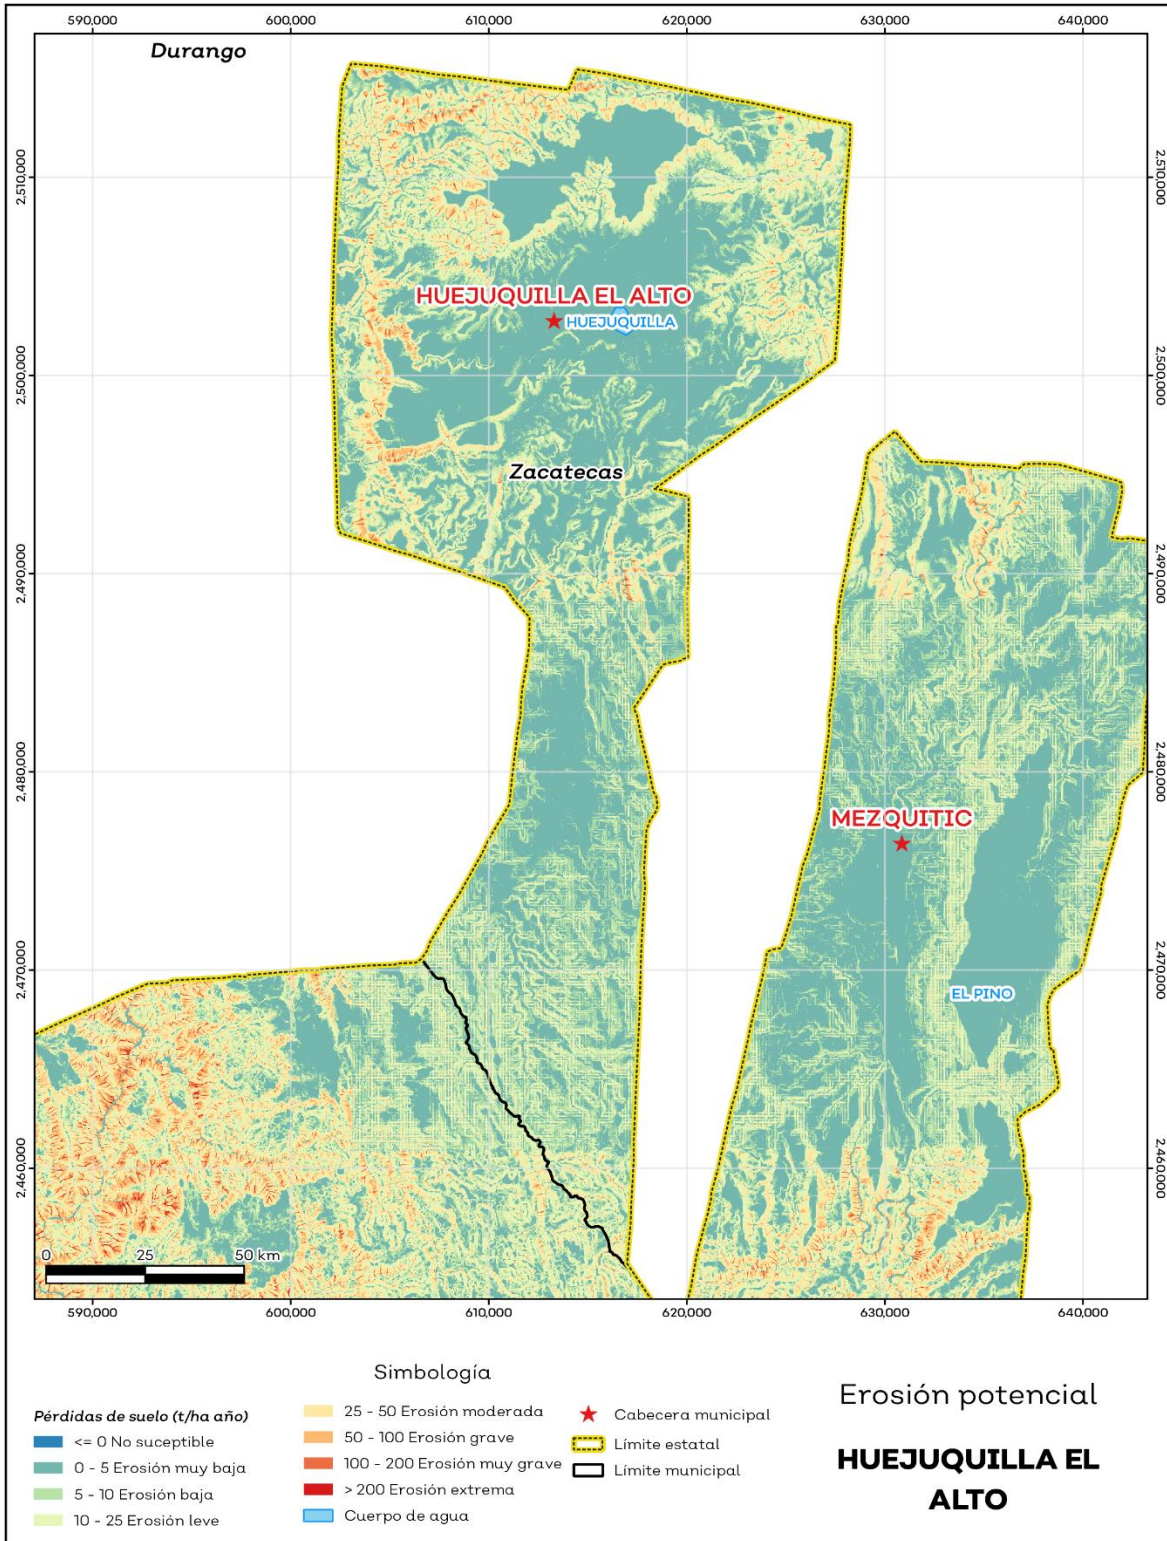 590,000 600,000 610,000 620,000 630,000 640,000
Durango
2,510,000 2,510,000
HUEJUQUILLA EL ALTO
HUEJUQUILLA
2,500,000 2,500,000
Zacatecas
2,490,000 2,490,000
2,480,000 2,480,000
MEZQUITIC
2,470,000 2,470,000
EL PINO
2,460,000 2,460,000
0 25 50 km
590,000 600,000 610,000 620,000 630,000 640,000
Simbología
Pérdidas de suelo (t/ha año)
<= 0 No suceptible
0 - 5 Erosión muy baja
5 - 10 Erosión baja
10 - 25 Erosión leve
25 - 50 Erosión moderada
50 - 100 Erosión grave
100 - 200 Erosión muy grave
> 200 Erosión extrema
Cuerpo de agua
Cabecera municipal
Límite estatal
Límite municipal
Erosión potencial
HUEJUQUILLA EL
ALTO